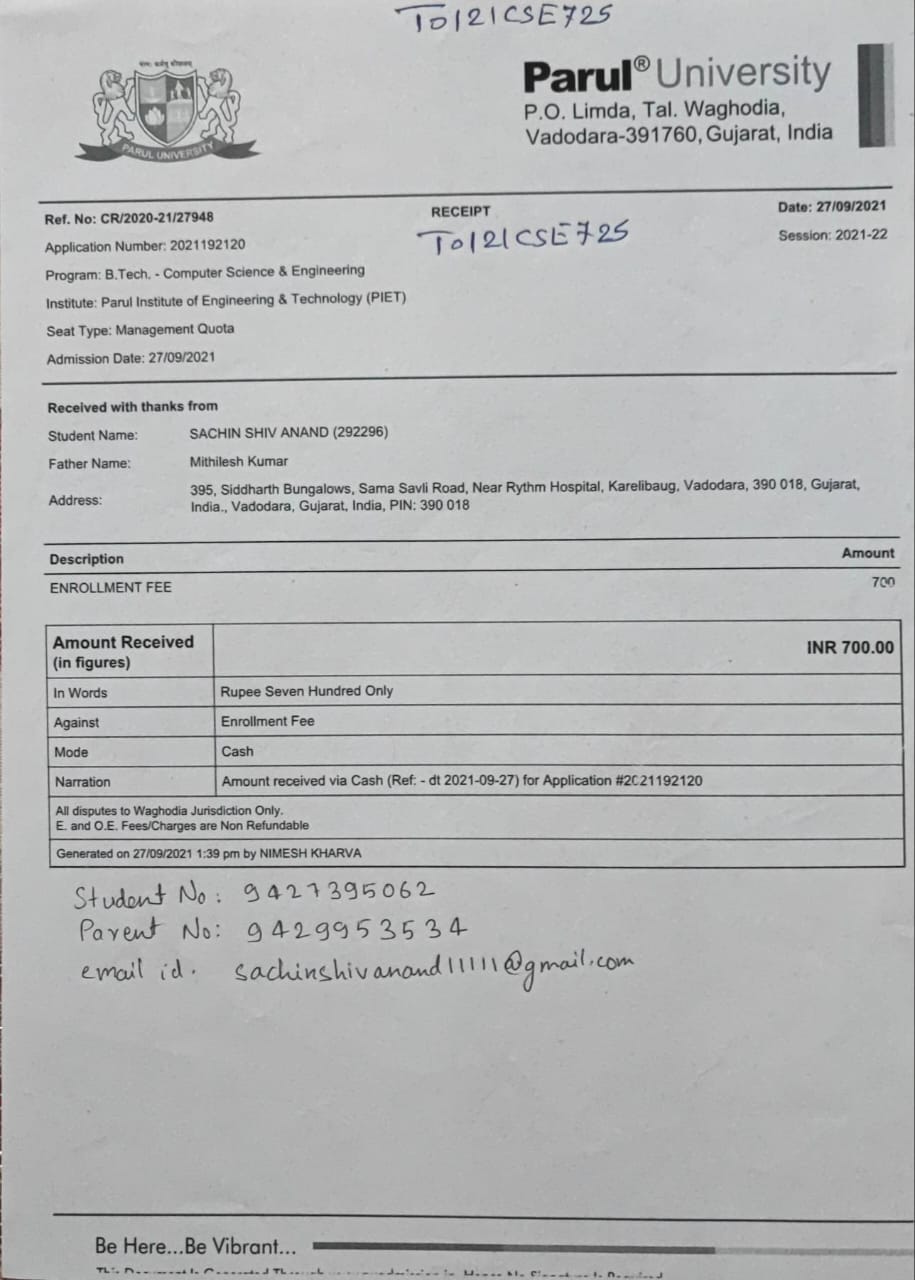 TO/21CSE725
PARUL UNIVERSITY
Parul® University
P.O. Limda, Tal. Waghodia,
Vadodara-391760, Gujarat, India
Ref. No: CR/2020-21/27948
RECEIPT
Date: 27/09/2021
Application Number: 2021192120
TO/21CSE725
Session: 2021-22
Program: B.Tech. - Computer Science & Engineering
Institute: Parul Institute of Engineering & Technology (PIET)
Seat Type: Management Quota
Admission Date: 27/09/2021
Received with thanks from
Student Name: SACHIN SHIV ANAND (292296)
Father Name: Mithilesh Kumar
Address: 395, Siddharth Bungalows, Sama Savli Road, Near Rythm Hospital, Karelibaug, Vadodara, 390 018, Gujarat,
India., Vadodara, Gujarat, India, PIN: 390 018
Description Amount
ENROLLMENT FEE 700
Amount Received
(in figures) INR 700.00
In Words Rupee Seven Hundred Only
Against Enrollment Fee
Mode Cash
Narration Amount received via Cash (Ref: - dt 2021-09-27) for Application #2021192120
All disputes to Waghodia Jurisdiction Only.
E. and O.E. Fees/Charges are Non Refundable
Generated on 27/09/2021 1:39 pm by NIMESH KHARVA
Student No: 9427395062
Parent No: 9429953534
email id. sachinshivanand11111@gmail.com
Be Here...Be Vibrant...